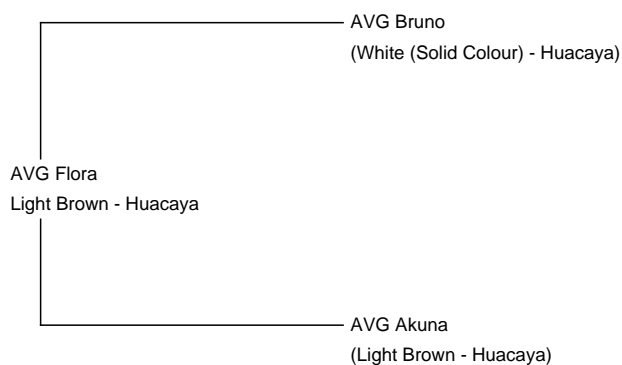 AVG Bruno
(White (Solid Colour) - Huacaya)
AVG Flora
Light Brown - Huacaya
AVG Akuna
(Light Brown - Huacaya)